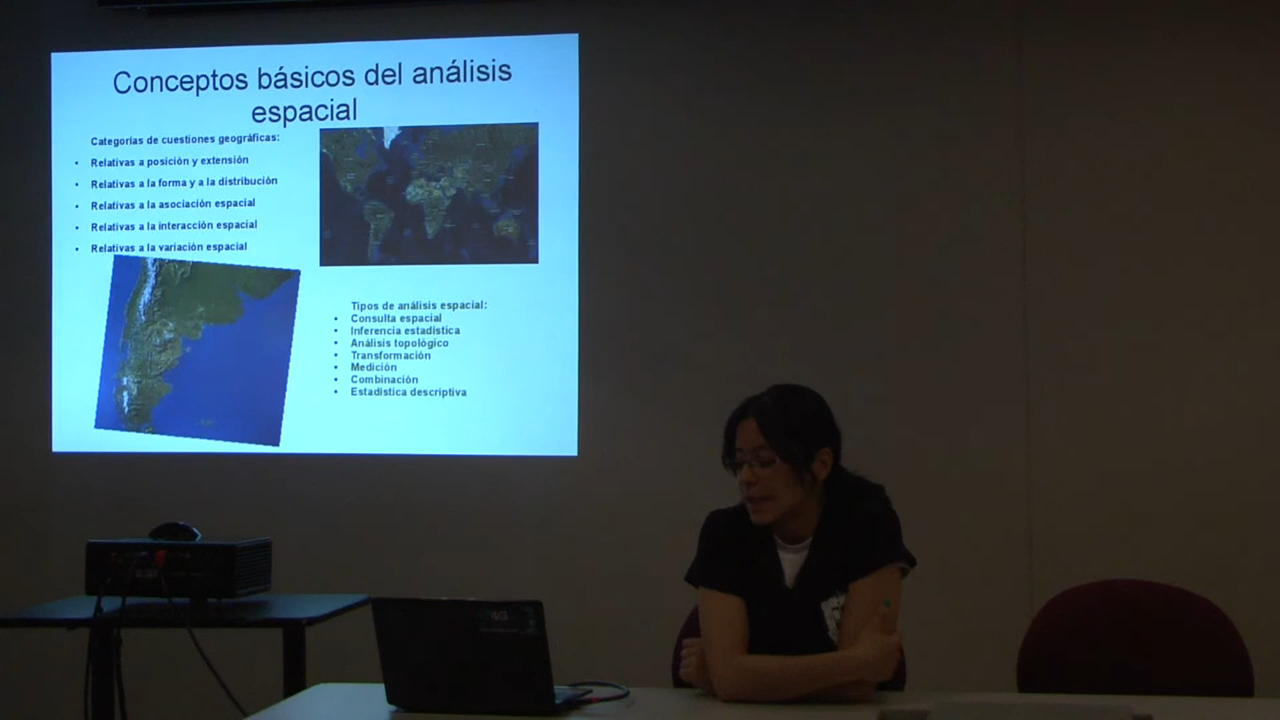 Conceptos básicos del análisis
espacial
Categorías de cuestiones geográficas:
• Relativas a posición y extensión
• Relativas a la forma y a la distribución
• Relativas a la asociación espacial
• Relativas a la interacción espacial
• Relativas a la variación espacial
Tipos de análisis espacial:
• Consulta espacial
• Inferencia estadística
• Análisis topológico
• Transformación
• Medición
• Combinación
• Estadística descriptiva